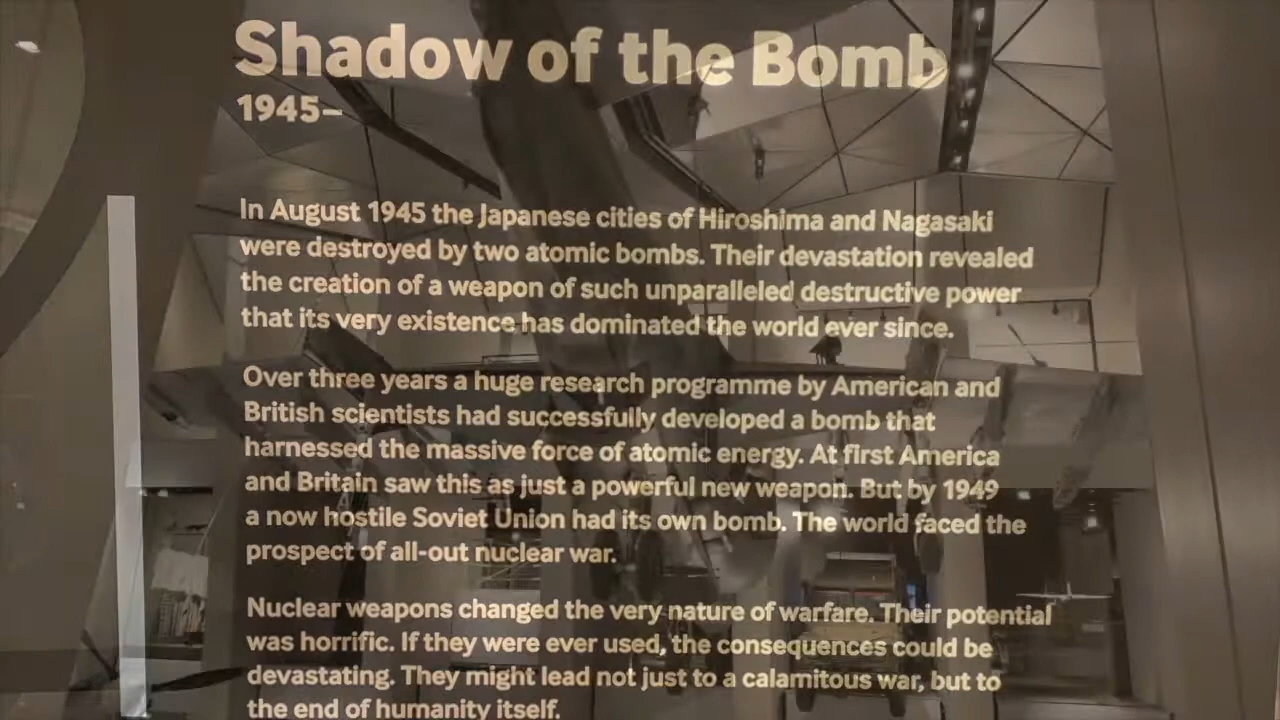 Shadow of the Bomb
1945–
In August 1945 the Japanese cities of Hiroshima and Nagasaki
were destroyed by two atomic bombs. Their devastation revealed
the creation of a weapon of such unparalleled destructive power
that its very existence has dominated the world ever since.
Over three years a huge research programme by American and
British scientists had successfully developed a bomb that
harnessed the massive force of atomic energy. At first America
and Britain saw this as just a powerful new weapon. But by 1949
a now hostile Soviet Union had its own bomb. The world faced the
prospect of all-out nuclear war.
Nuclear weapons changed the very nature of warfare. Their potential
was horrific. If they were ever used, the consequences could be
devastating. They might lead not just to a calamitous war, but to
the end of humanity itself.